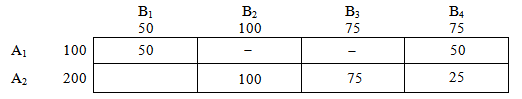 B₁ B₂ B₃ B₄
50 100 75 75
A₁ 100 50 – – 50
A₂ 200 100 75 25